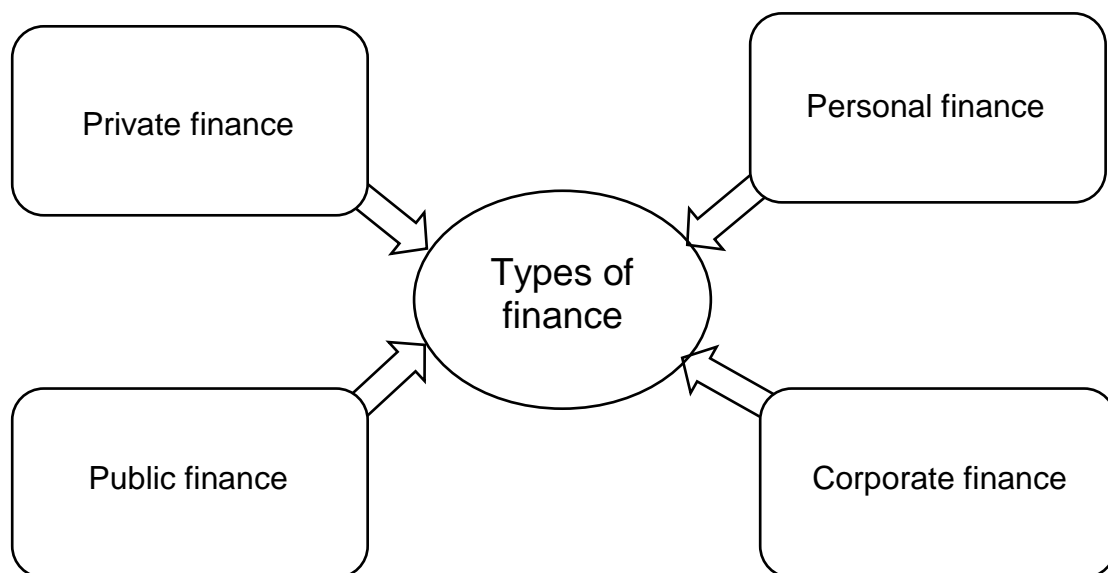 Private finance
Personal finance
Types of
finance
Public finance
Corporate finance